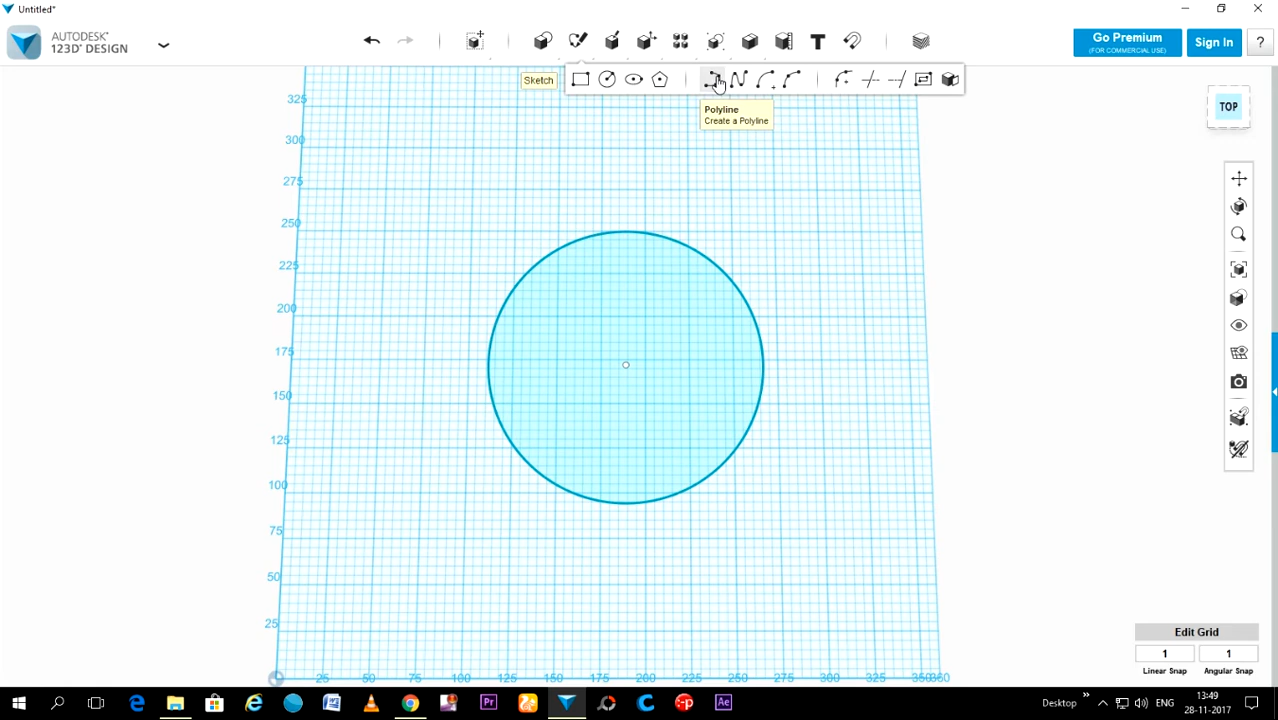 Untitled*
AUTODESK®
123D® DESIGN
Go Premium
(FOR COMMERCIAL USE)
Sign In
?
Sketch
Polyline
Create a Polyline
TOP
325
300
275
250
225
200
175
150
125
100
75
50
25
25 50 75 100 125 150 175 200 225 250 275 300 325 350
Edit Grid
1 1
Linear Snap Angular Snap
Desktop
ENG
13:49
28-11-2017